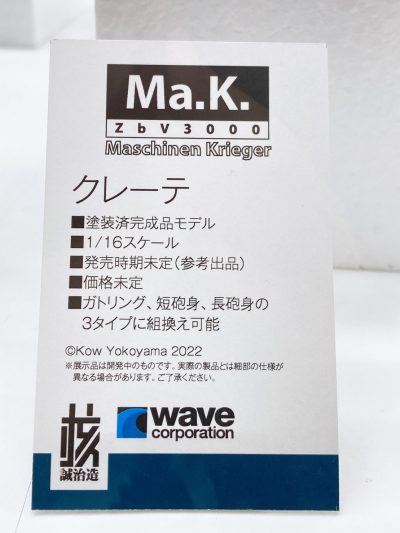 Ma.K.
ZbV3000
Maschinen Krieger
クレーテ
■塗装済完成品モデル
■1/16スケール
■発売時期未定(参考出品)
■価格未定
■ガトリング、短砲身、長砲身の
3タイプに組換え可能
©Kow Yokoyama 2022
※展示品は開発中のものです。実際の製品とは細部の仕様が
異なる場合があります。ご了承ください。
誠治造
wave
corporation